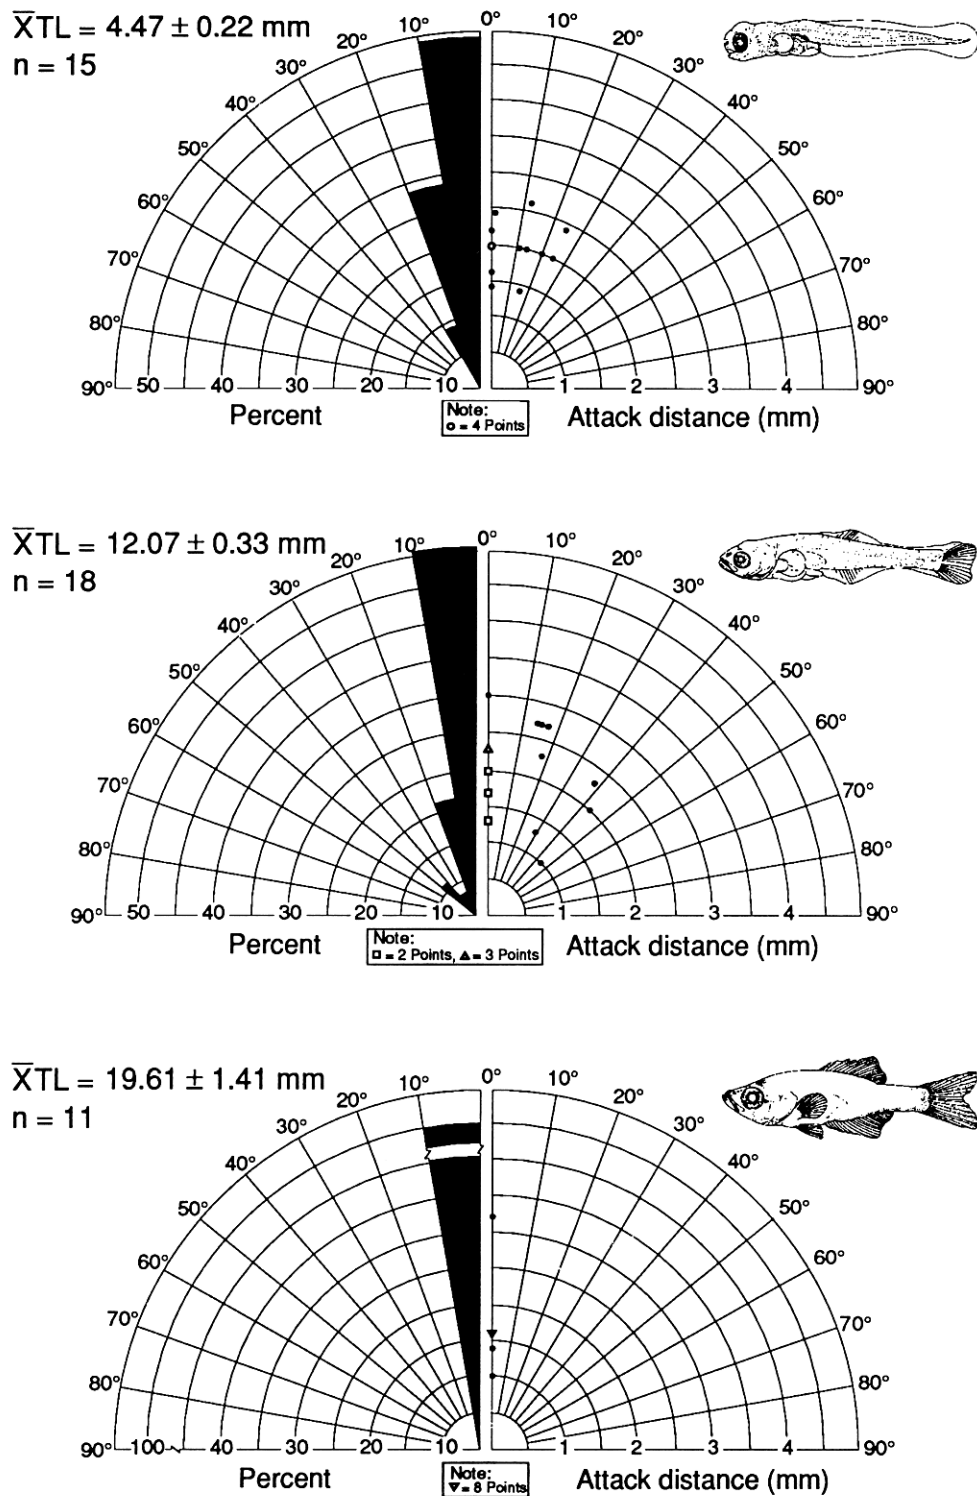 X̅TL = 4.47 ± 0.22 mm
n = 15
0°
10° 20° 30° 40° 50° 60° 70° 80° 90°
20° 30° 40° 50° 60° 70° 80° 90°
50 40 30 20 10
1 2 3 4
Percent
Note:
o = 4 Points
Attack distance (mm)
X̅TL = 12.07 ± 0.33 mm
n = 18
0°
10° 20° 30° 40° 50° 60° 70° 80° 90°
10° 20° 30° 40° 50° 60° 70° 80° 90°
50 40 30 20 10
1 2 3 4
Percent
Note:
□ = 2 Points, △ = 3 Points
Attack distance (mm)
X̅TL = 19.61 ± 1.41 mm
n = 11
0°
10° 20° 30° 40° 50° 60° 70° 80° 90°
10° 20° 30° 40° 50° 60° 70° 80° 90°
100 40 30 20 10
1 2 3 4
Percent
Note:
▽ = 8 Points
Attack distance (mm)